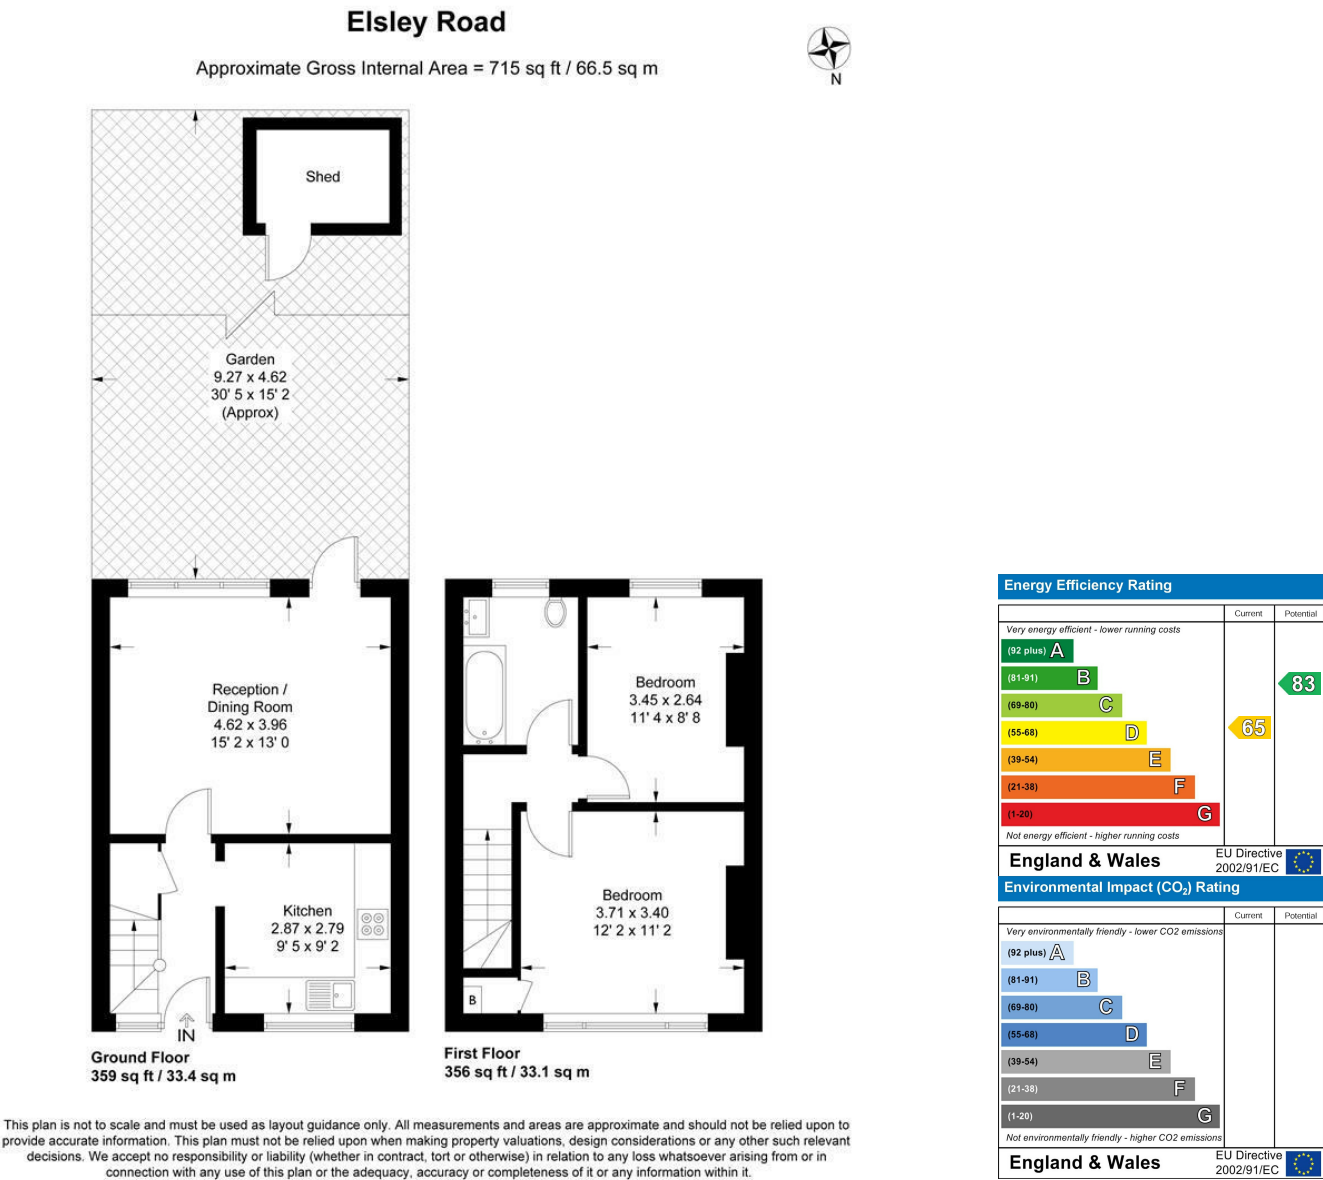 Elsley Road
Approximate Gross Internal Area = 715 sq ft / 66.5 sq m
N
Shed
Garden
9.27 x 4.62
30' 5 x 15' 2
(Approx)
Reception /
Dining Room
4.62 x 3.96
15' 2 x 13' 0
Kitchen
2.87 x 2.79
9' 5 x 9' 2
IN
Ground Floor
359 sq ft / 33.4 sq m
Bedroom
3.45 x 2.64
11' 4 x 8' 8
Bedroom
3.71 x 3.40
12' 2 x 11' 2
B
First Floor
356 sq ft / 33.1 sq m
This plan is not to scale and must be used as layout guidance only. All measurements and areas are approximate and should not be relied upon to
provide accurate information. This plan must not be relied upon when making property valuations, design considerations or any other such relevant
decisions. We accept no responsibility or liability (whether in contract, tort or otherwise) in relation to any loss whatsoever arising from or in
connection with any use of this plan or the adequacy, accuracy or completeness of it or any information within it.
Energy Efficiency Rating
Current Potential
Very energy efficient - lower running costs
(92 plus) A
(81-91) B
(69-80) C
(55-68) D
(39-54) E
(21-38) F
(1-20) G
65
83
Not energy efficient - higher running costs
England & Wales
EU Directive
2002/91/EC
Environmental Impact (CO₂) Rating
Current Potential
Very environmentally friendly - lower CO2 emissions
(92 plus) A
(81-91) B
(69-80) C
(55-68) D
(39-54) E
(21-38) F
(1-20) G
Not environmentally friendly - higher CO2 emissions
England & Wales
EU Directive
2002/91/EC